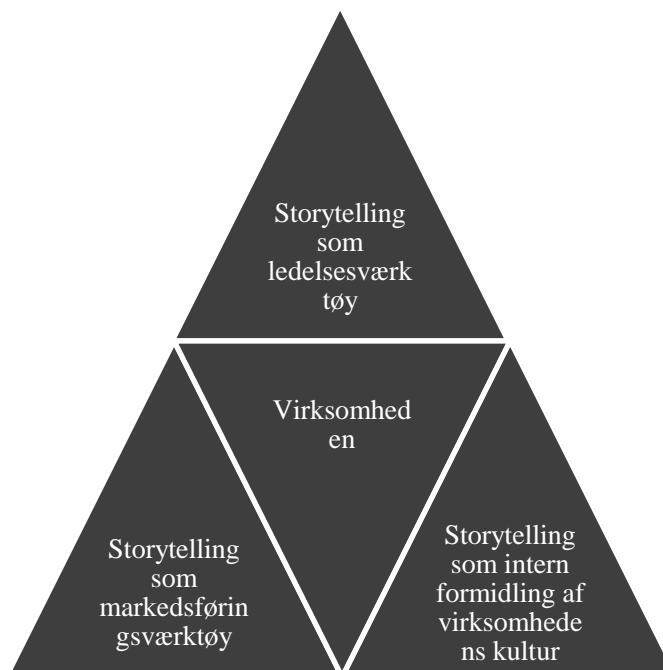 Storytelling
som
ledelsesværk
tøy
Virksomhed
en
Storytelling
som
markedsførin
gsværktøy
Storytelling
som intern
formidling af
virksomhede
ns kultur